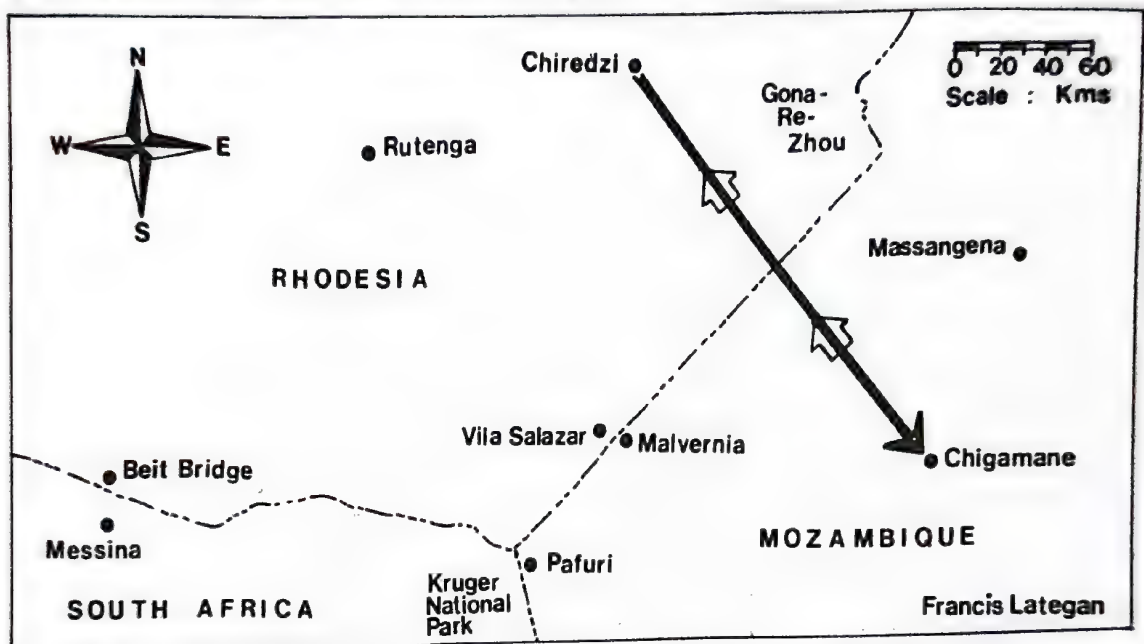 N
W
E
S
Chiredzi
Rutenga
Gona-
Re-
Zhou
0 20 40 60
Scale : Kms
RHODESIA
Massangena
Vila Salazar
Malvernia
Chigamane
Beit Bridge
Messina
MOZAMBIQUE
Pafuri
Kruger
National
Park
SOUTH AFRICA
Francis Lategan